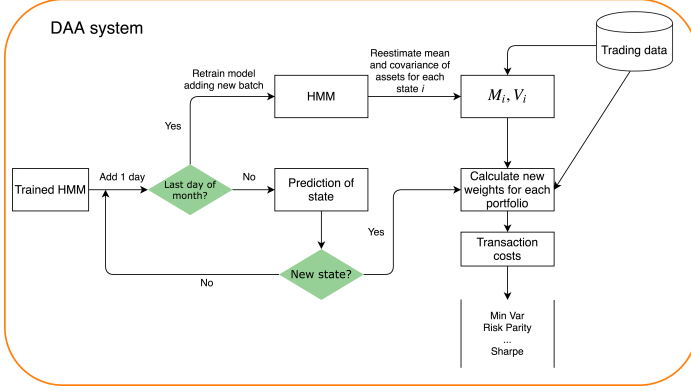 DAA system
Trading data
Retrain model
adding new batch
HMM
Reestimate mean
and covariance of
assets for each
state i
Mᵢ, Vᵢ
Yes
Trained HMM
Add 1 day
Last day of
month?
No
Prediction of
state
Calculate new
weights for each
portfolio
Yes
New state?
No
Transaction
costs
Min Var
Risk Parity
...
Sharpe